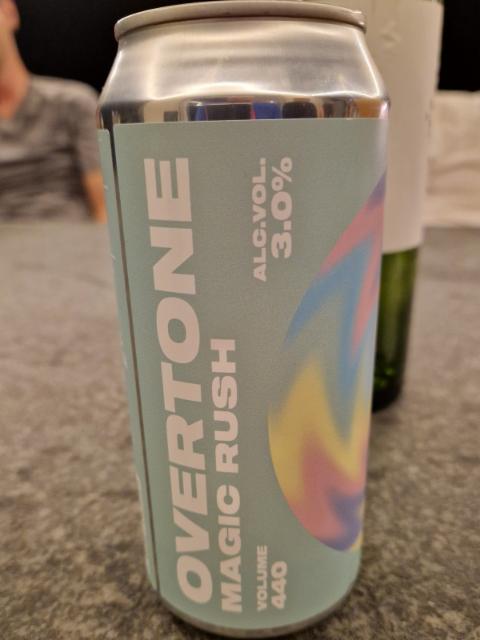 OVERTONE
MAGIC RUSH
VOLUME
440
ALC.VOL.
3.0%